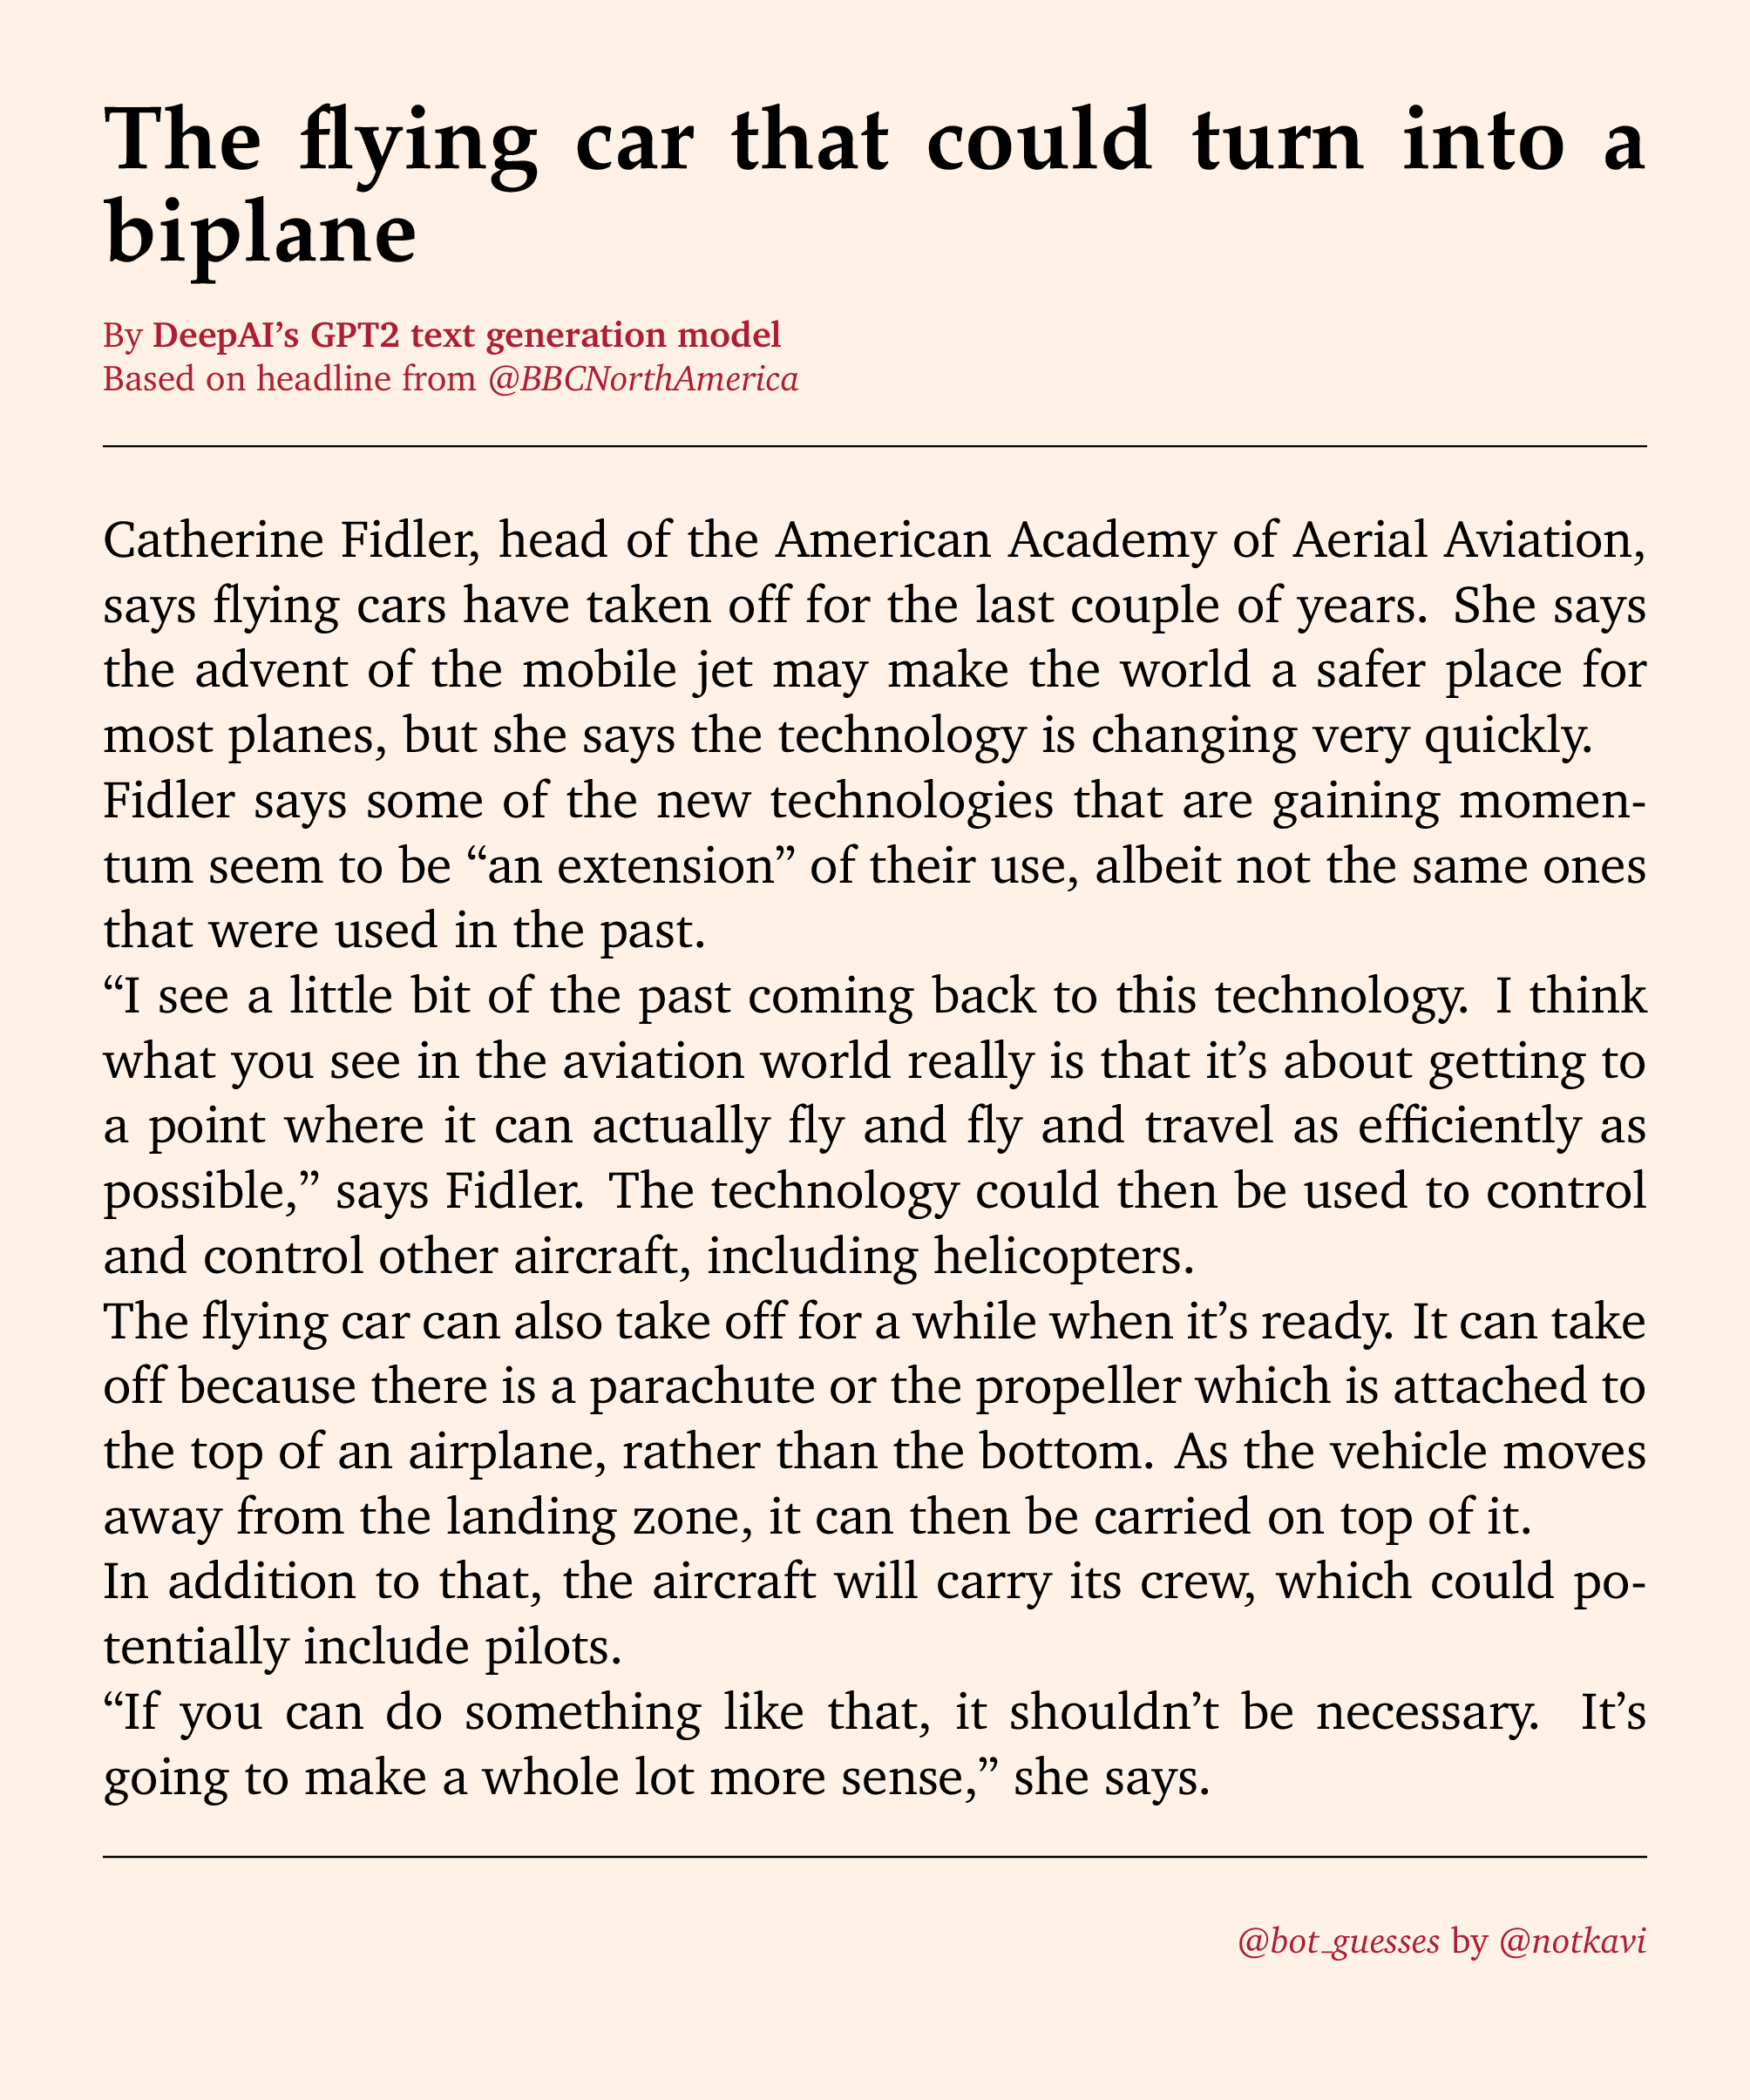 The flying car that could turn into a
biplane
By DeepAI’s GPT2 text generation model
Based on headline from @BBCNorthAmerica
Catherine Fidler, head of the American Academy of Aerial Aviation,
says flying cars have taken off for the last couple of years. She says
the advent of the mobile jet may make the world a safer place for
most planes, but she says the technology is changing very quickly.
Fidler says some of the new technologies that are gaining momen-
tum seem to be “an extension” of their use, albeit not the same ones
that were used in the past.
“I see a little bit of the past coming back to this technology. I think
what you see in the aviation world really is that it’s about getting to
a point where it can actually fly and fly and travel as efficiently as
possible,” says Fidler. The technology could then be used to control
and control other aircraft, including helicopters.
The flying car can also take off for a while when it’s ready. It can take
off because there is a parachute or the propeller which is attached to
the top of an airplane, rather than the bottom. As the vehicle moves
away from the landing zone, it can then be carried on top of it.
In addition to that, the aircraft will carry its crew, which could po-
tentially include pilots.
“If you can do something like that, it shouldn’t be necessary. It’s
going to make a whole lot more sense,” she says.
@bot_guesses by @notkavi